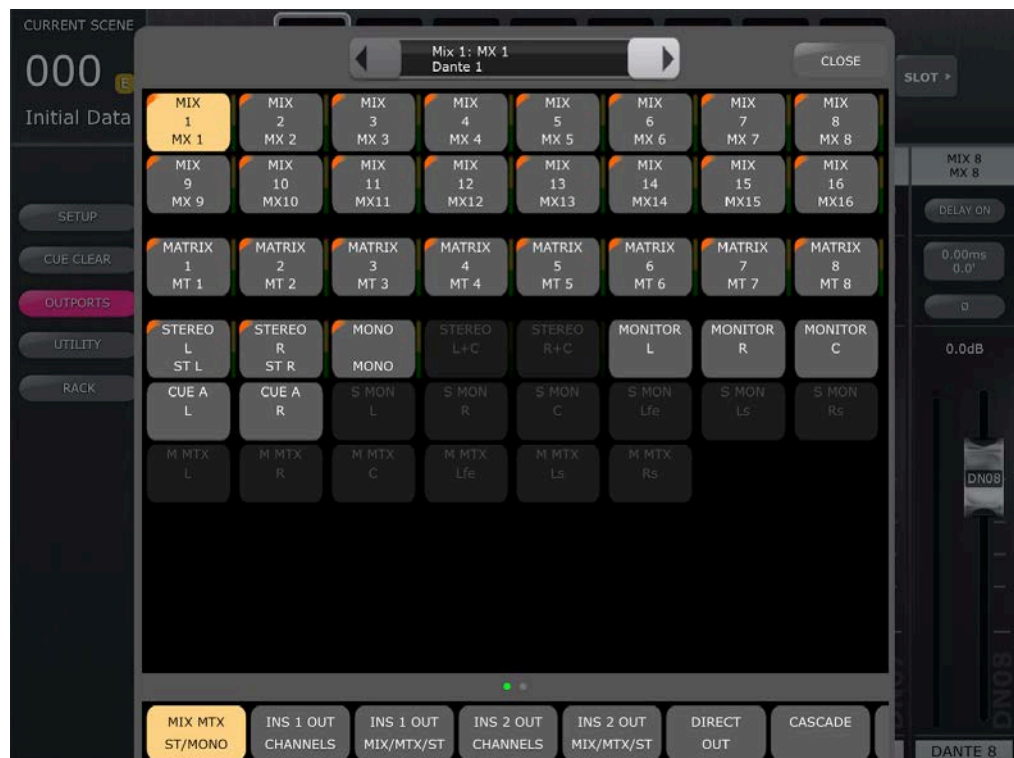 CURRENT SCENE
000 E
Initial Data
Mix 1: MX 1
Dante 1
CLOSE
SLOT
SETUP
CUE CLEAR
OUTPORTS
UTILITY
RACK
MIX MIX MIX MIX MIX MIX MIX MIX
1 2 3 4 5 6 7 8
MX 1 MX 2 MX 3 MX 4 MX 5 MX 6 MX 7 MX 8
MIX MIX MIX MIX MIX MIX MIX MIX
9 10 11 12 13 14 15 16
MX 9 MX10 MX11 MX12 MX13 MX14 MX15 MX16
MATRIX MATRIX MATRIX MATRIX MATRIX MATRIX MATRIX MATRIX
1 2 3 4 5 6 7 8
MT 1 MT 2 MT 3 MT 4 MT 5 MT 6 MT 7 MT 8
STEREO STEREO MONO STEREO STEREO MONITOR MONITOR MONITOR
L R L+C R+C L R C
ST L ST R MONO
CUE A CUE A S MON S MON S MON S MON S MON S MON
L R L R C Lfe Ls Rs
M MTX M MTX M MTX M MTX M MTX M MTX
L R C Lfe Ls Rs
MIX MTX INS 1 OUT INS 1 OUT INS 2 OUT INS 2 OUT DIRECT CASCADE
ST/MONO CHANNELS MIX/MTX/ST CHANNELS MIX/MTX/ST OUT
MIX 8
MX 8
DELAY ON
0.00ms
0.0'
Ø
0.0dB
DN08
DN07
DN08
DANTE 8